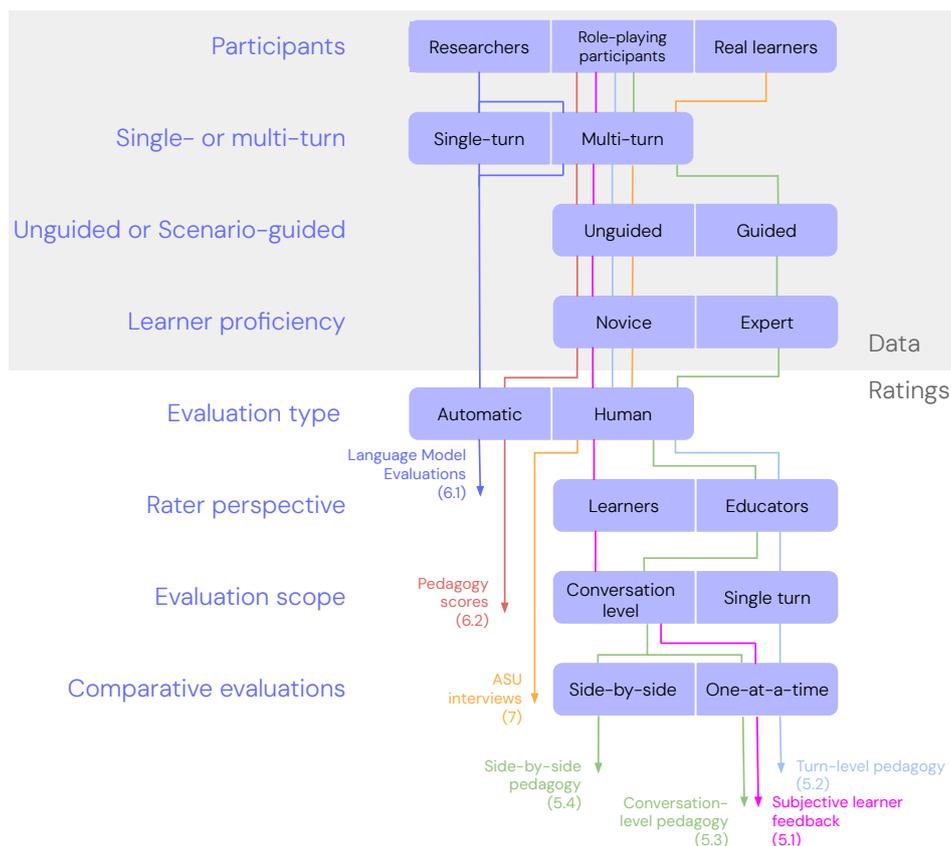 Participants
Researchers
Role-playing
participants
Real learners
Single- or multi-turn
Single-turn
Multi-turn
Unguided or Scenario-guided
Unguided
Guided
Learner proficiency
Novice
Expert
Data
Ratings
Evaluation type
Automatic
Human
Language Model
Evaluations
(6.1)
Rater perspective
Learners
Educators
Pedagogy
scores
(6.2)
Evaluation scope
Conversation
level
Single turn
Comparative evaluations
ASU
interviews
(7)
Side-by-side
One-at-a-time
Side-by-side
pedagogy
(5.4)
Conversation-
level pedagogy
(5.3)
Turn-level pedagogy
(5.2)
Subjective learner
feedback
(5.1)